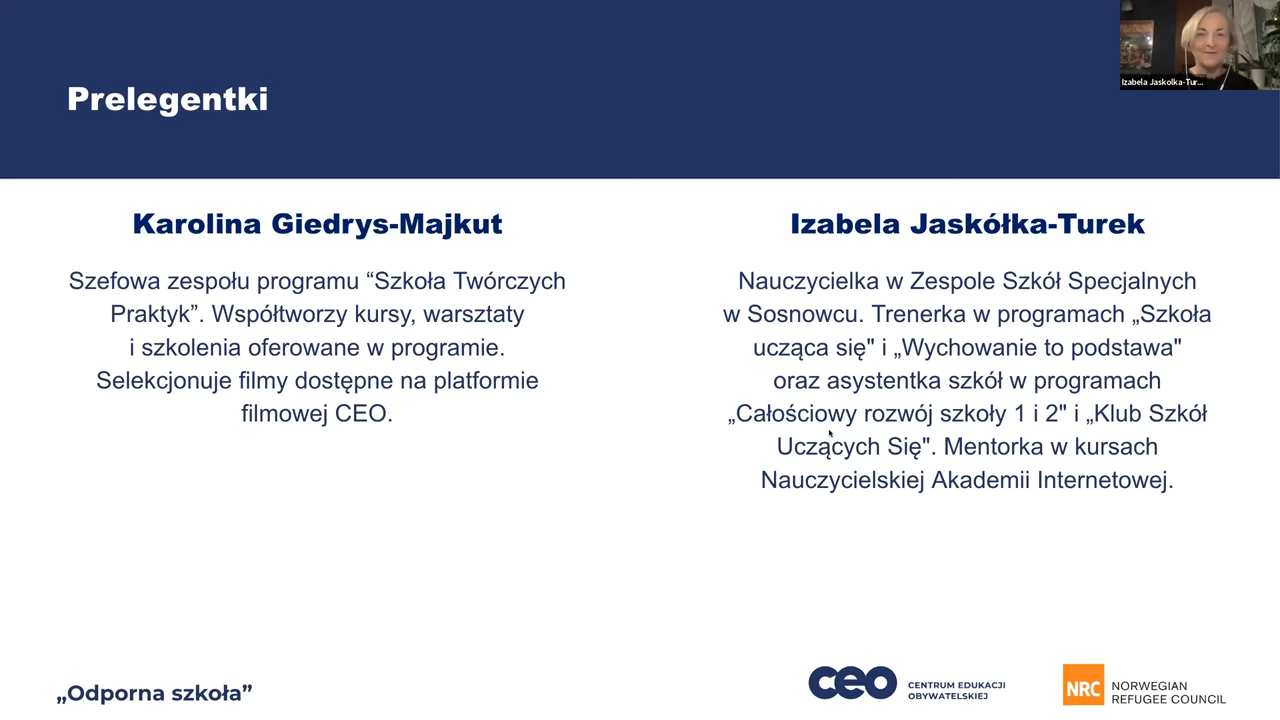 Izabela Jaskolka-Tur...
Prelegentki
Karolina Giedrys-Majkut
Szefowa zespołu programu “Szkoła Twórczych
Praktyk”. Współtworzy kursy, warsztaty
i szkolenia oferowane w programie.
Selekcjonuje filmy dostępne na platformie
filmowej CEO.
Izabela Jaskółka-Turek
Nauczycielka w Zespole Szkół Specjalnych
w Sosnowcu. Trenerka w programach „Szkoła
ucząca się" i „Wychowanie to podstawa"
oraz asystentka szkół w programach
„Całościowy rozwój szkoły 1 i 2" i „Klub Szkół
Uczących Się". Mentorka w kursach
Nauczycielskiej Akademii Internetowej.
„Odporna szkoła”
ceo
CENTRUM EDUKACJI
OBYWATELSKIEJ
NRC
NORWEGIAN
REFUGEE COUNCIL